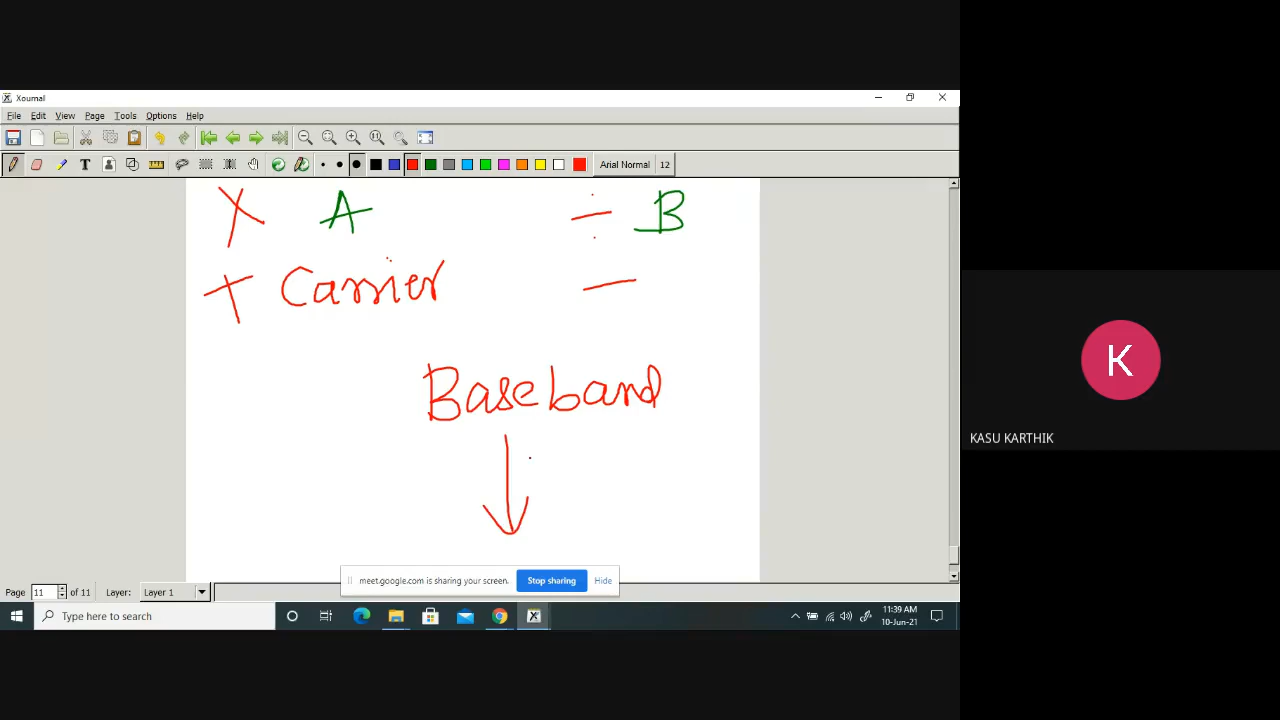 Xournal
File Edit View Page Tools Options Help
Arial Normal 12
X A ÷ B
+ Carrier —
Baseband
↓
KASU KARTHIK
K
meet.google.com is sharing your screen. Stop sharing Hide
Page 11 of 11 Layer: Layer 1
Type here to search
11:39 AM
10-Jun-21